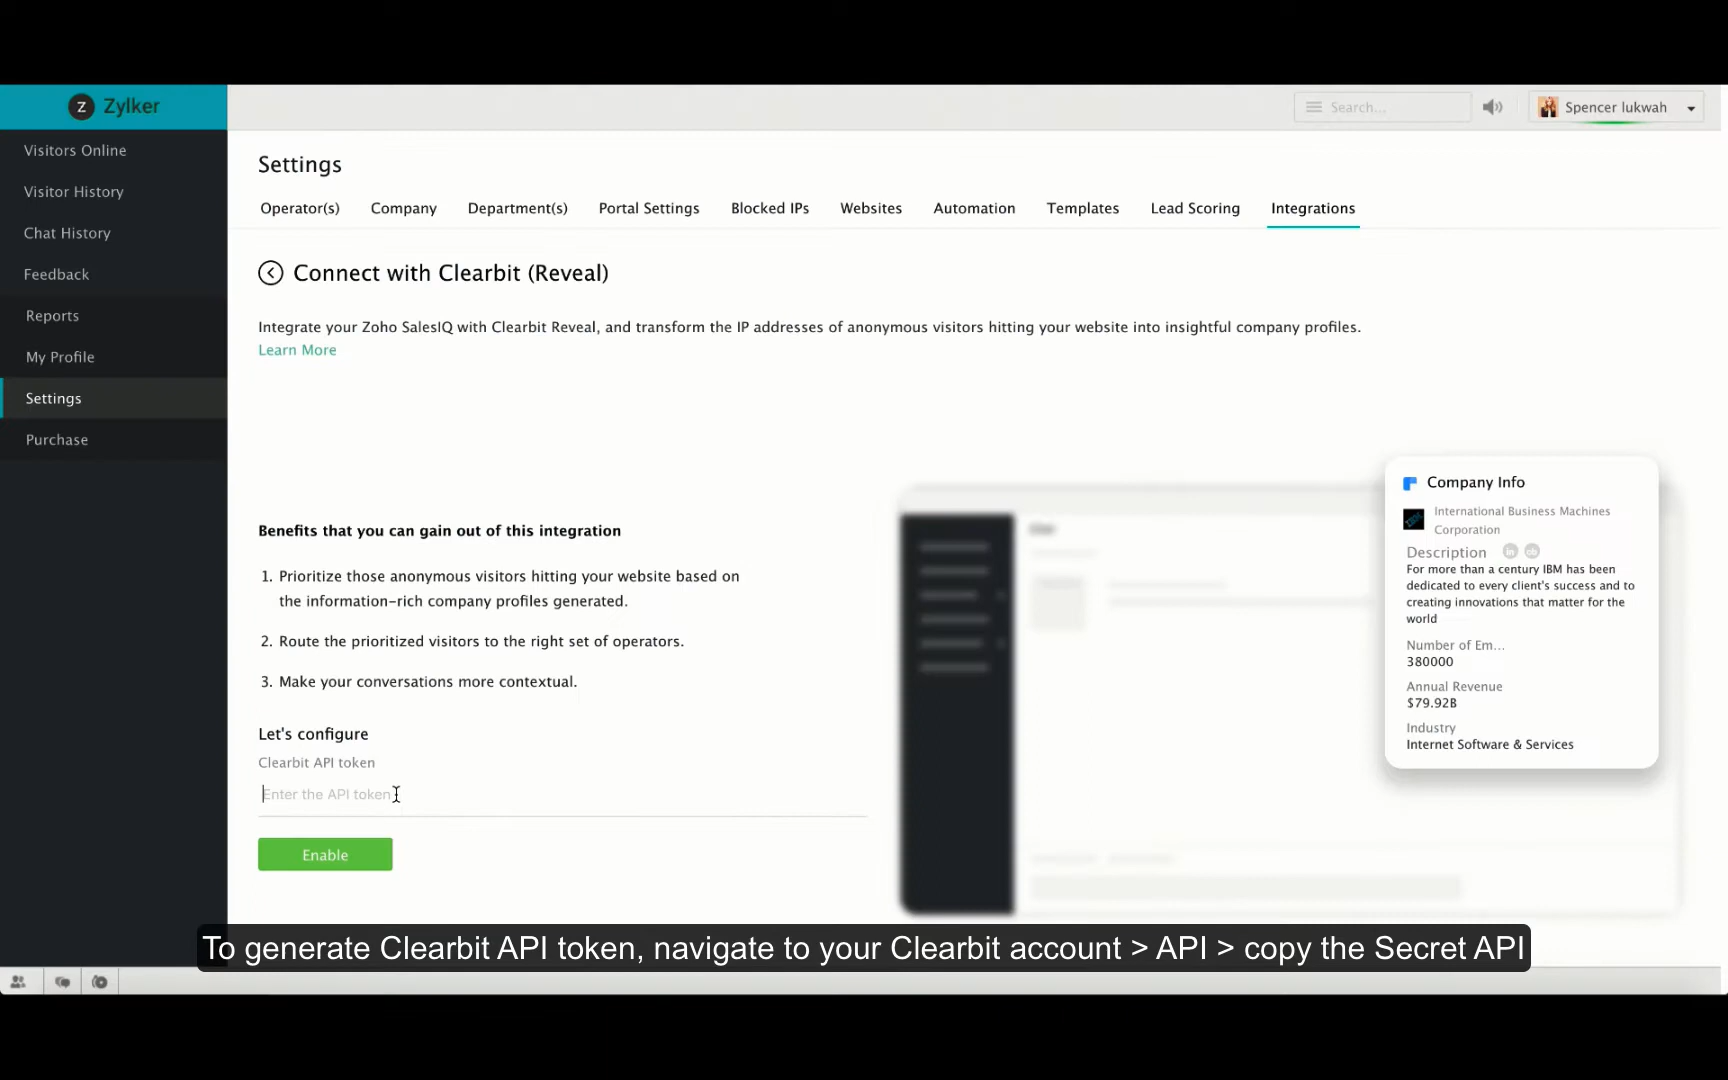 Z Zylker
Search...
Spencer lukwah
Visitors Online
Visitor History
Chat History
Feedback
Reports
My Profile
Settings
Purchase
Settings
Operator(s) Company Department(s) Portal Settings Blocked IPs Websites Automation Templates Lead Scoring Integrations
Connect with Clearbit (Reveal)
Integrate your Zoho SalesIQ with Clearbit Reveal, and transform the IP addresses of anonymous visitors hitting your website into insightful company profiles.
Learn More
Benefits that you can gain out of this integration
1. Prioritize those anonymous visitors hitting your website based on
the information-rich company profiles generated.
2. Route the prioritized visitors to the right set of operators.
3. Make your conversations more contextual.
Let's configure
Clearbit API token
Enter the API token
Enable
Company Info
International Business Machines
Corporation
Description in cb
For more than a century IBM has been
dedicated to every client's success and to
creating innovations that matter for the
world
Number of Em...
380000
Annual Revenue
$79.92B
Industry
Internet Software & Services
To generate Clearbit API token, navigate to your Clearbit account > API > copy the Secret API